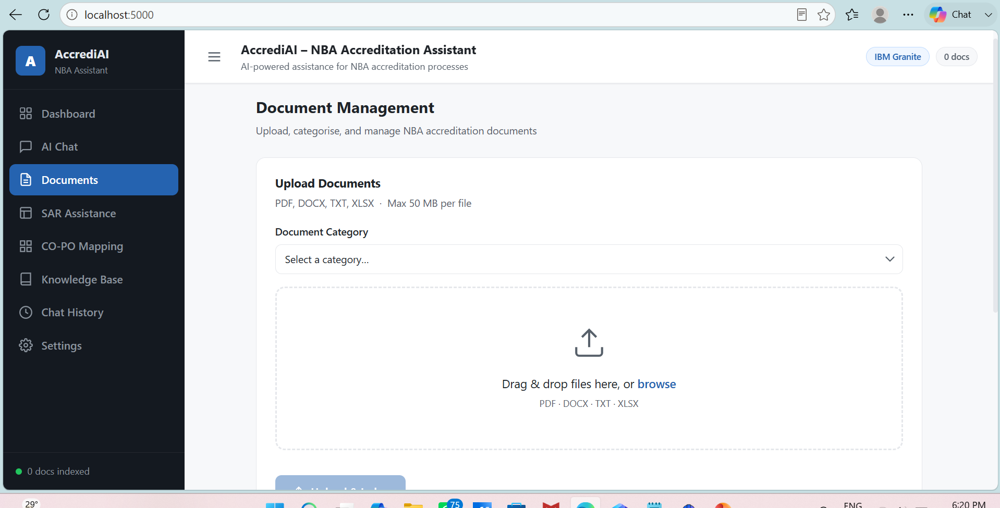 localhost:5000
Chat
A
AccrediAI
NBA Assistant
AccrediAI – NBA Accreditation Assistant
AI-powered assistance for NBA accreditation processes
IBM Granite
0 docs
Dashboard
AI Chat
Documents
SAR Assistance
CO-PO Mapping
Knowledge Base
Chat History
Settings
0 docs indexed
Document Management
Upload, categorise, and manage NBA accreditation documents
Upload Documents
PDF, DOCX, TXT, XLSX · Max 50 MB per file
Document Category
Select a category...
Drag & drop files here, or browse
PDF · DOCX · TXT · XLSX
29°
75
ENG
6:20 PM